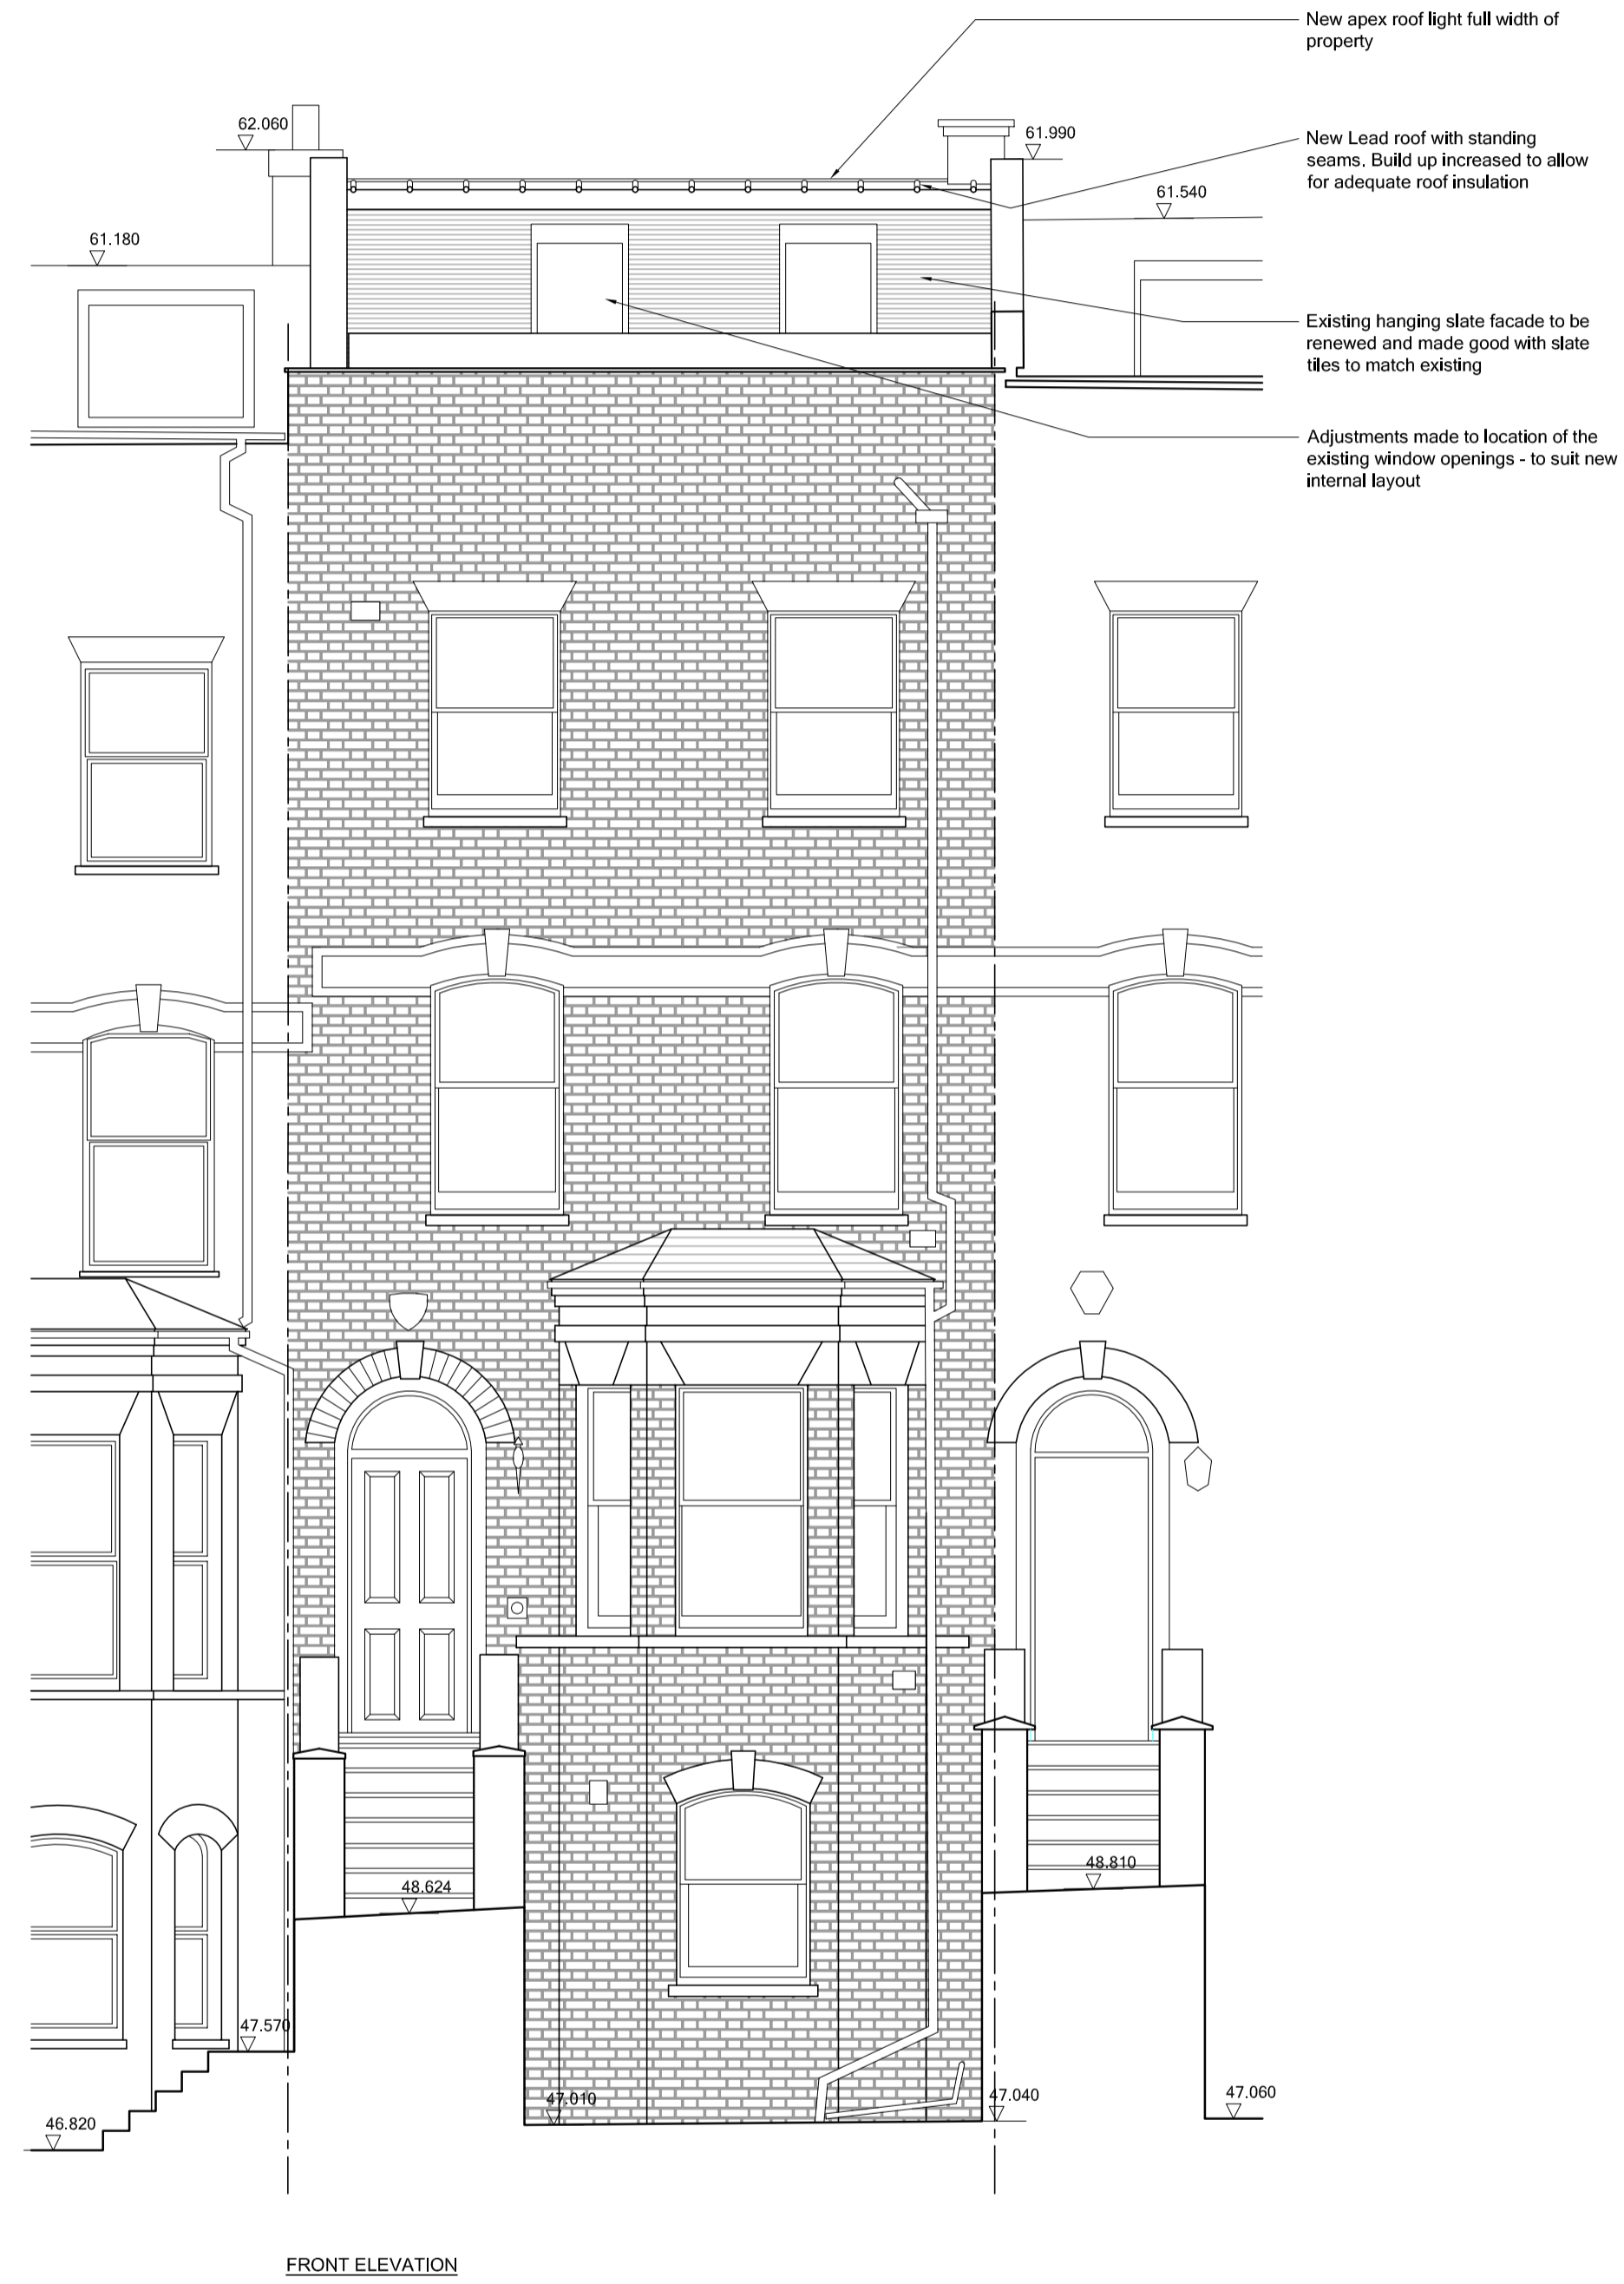 New apex roof light full width of
property
62.060
61.990
New Lead roof with standing
seams. Build up increased to allow
for adequate roof insulation
61.540
61.180
Existing hanging slate facade to be
renewed and made good with slate
tiles to match existing
Adjustments made to location of the
existing window openings - to suit new
internal layout
48.810
48.624
47.570
47.010
47.040
47.060
46.820
FRONT ELEVATION